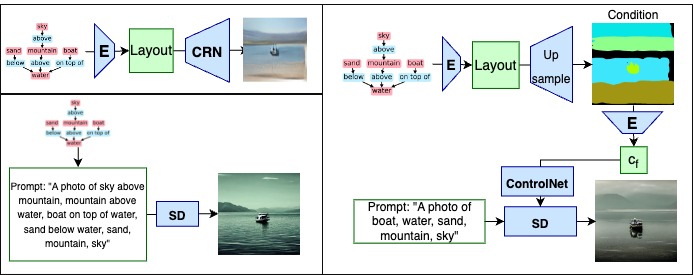 sky
above
sand mountain boat
below above on top of
water
E
Layout
CRN
sky
above
sand mountain boat
below above on top of
water
Prompt: "A photo of sky above
mountain, mountain above
water, boat on top of water,
sand below water, sand,
mountain, sky"
SD
Condition
sky
above
sand mountain boat
below above on top of
water
E
Layout
Up
sample
E
cf
ControlNet
Prompt: "A photo of
boat, water, sand,
mountain, sky"
SD